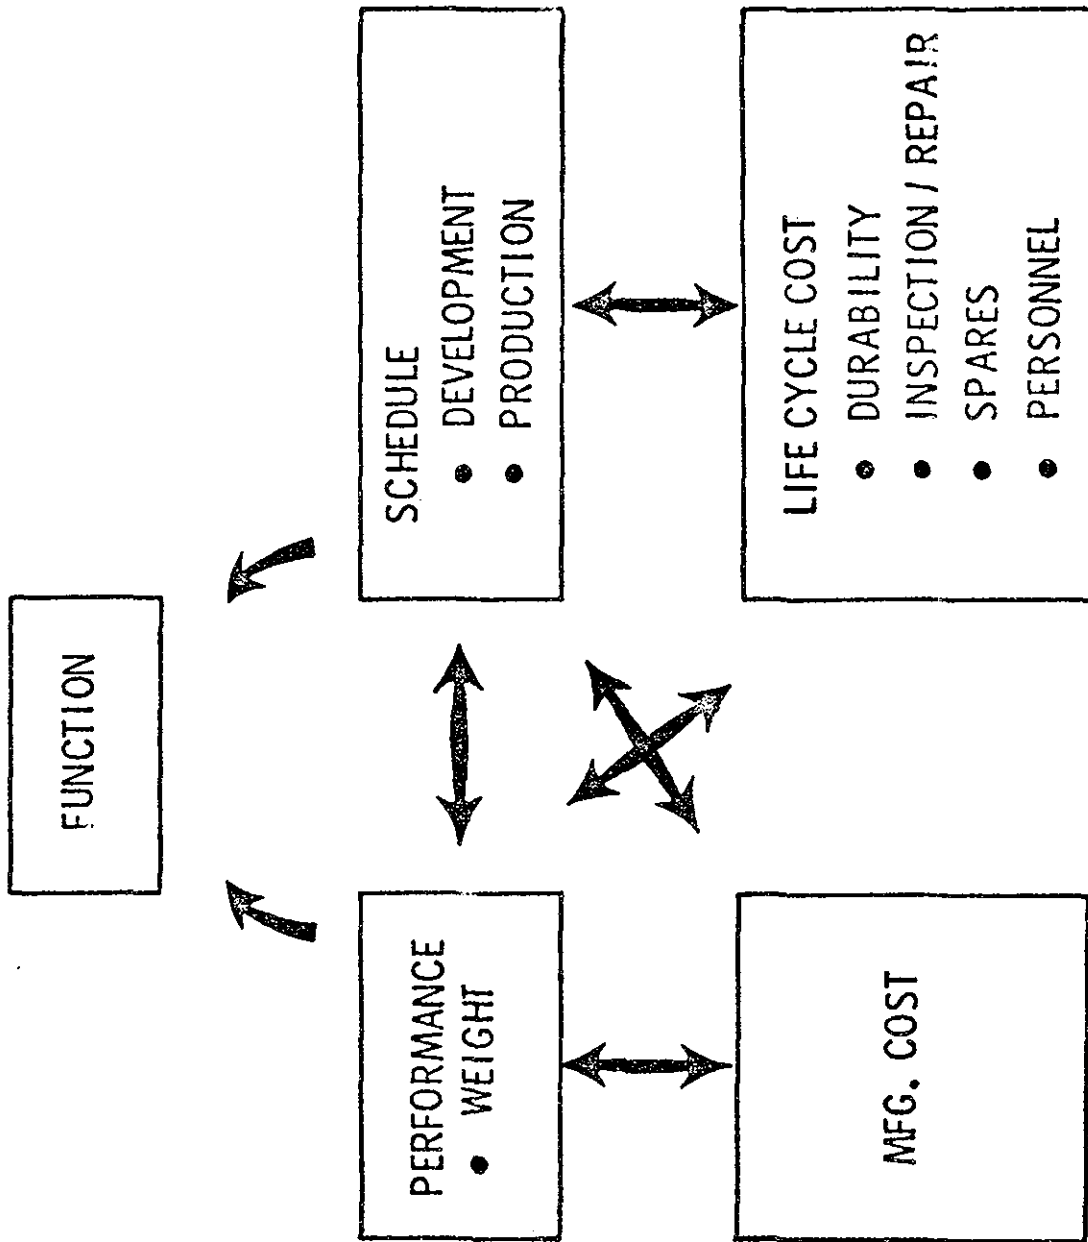 FUNCTION
PERFORMANCE
• WEIGHT
SCHEDULE
• DEVELOPMENT
• PRODUCTION
MFG. COST
LIFE CYCLE COST
• DURABILITY
• INSPECTION / REPAIR
• SPARES
• PERSONNEL